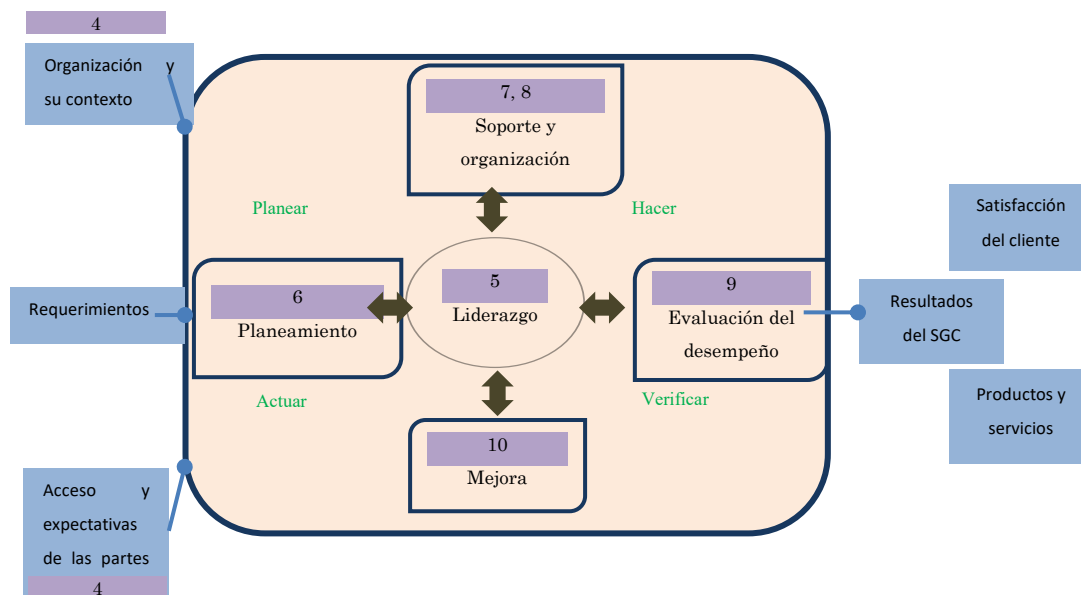 4
Organización y
su contexto
7, 8
Soporte y
organización
Planear
Hacer
Satisfacción
del cliente
6
Planeamiento
5
Liderazgo
9
Evaluación del
desempeño
Requerimientos
Resultados
del SGC
Actuar
Verificar
Productos y
servicios
10
Mejora
Acceso y
expectativas
de las partes
4